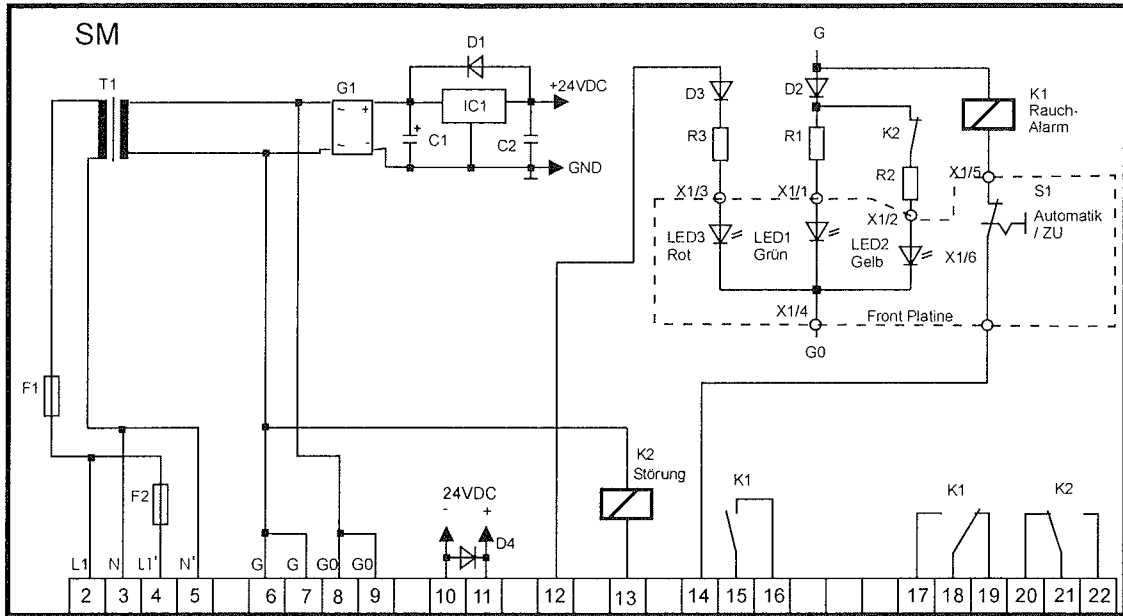 SM
D1
G
T1
G1
+24VDC
D3
D2
K1
Rauch-
Alarm
IC1
~ +
~ -
+
C1
C2
R3
R1
K2
GND
R2
X1/3
X1/1
X1/5
S1
X1/2
Automatik
/ ZU
LED3
Rot
LED1
Grün
LED2
Gelb
X1/6
X1/4
Front Platine
G0
F1
K2
Störung
F2
24VDC
- +
K1
K1
K2
D4
L1 N L1' N' G G G0 G0
2 3 4 5 6 7 8 9 10 11 12 13 14 15 16 17 18 19 20 21 22